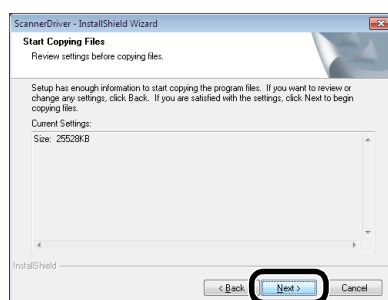 ScannerDriver - InstallShield Wizard
Start Copying Files
Review settings before copying files.
Setup has enough information to start copying the program files. If you want to review or
change any settings, click Back. If you are satisfied with the settings, click Next to begin
copying files.
Current Settings:
Size: 25528KB
InstallShield
< Back Next > Cancel